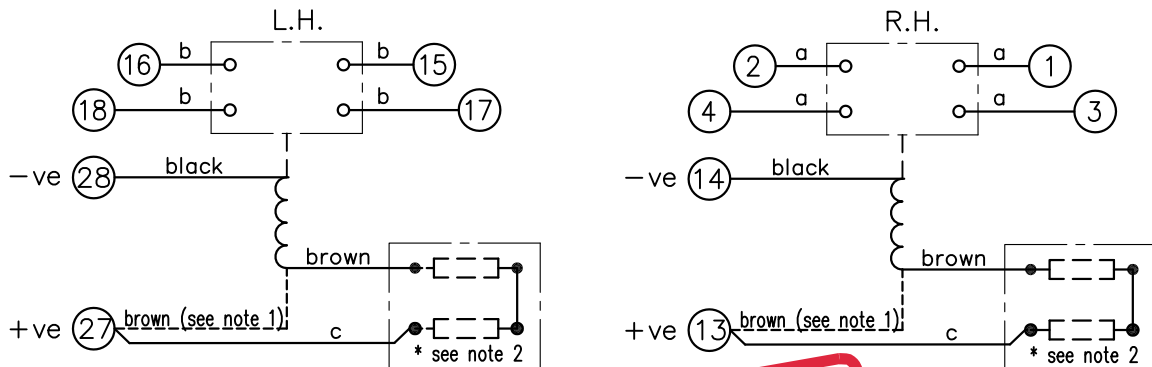 L.H.
16 b b 15
18 b b 17
-ve 28 black
brown
+ve 27 brown (see note 1)
c
* see note 2
R.H.
2 a a 1
4 a a 3
-ve 14 black
brown
+ve 13 brown (see note 1)
c
* see note 2